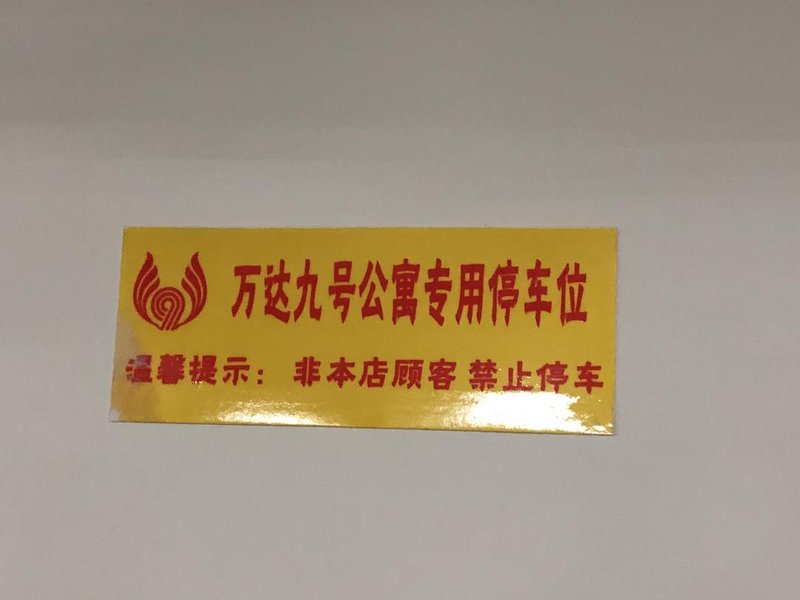 万达九号公寓专用停车位
温馨提示：非本店顾客 禁止停车